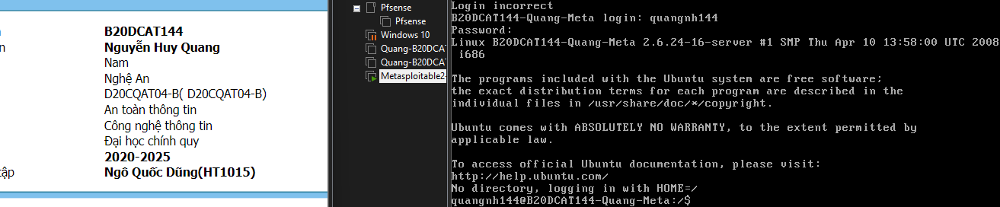 B20DCAT144
Nguyễn Huy Quang
Nam
Nghệ An
D20CQAT04-B( D20CQAT04-B)
An toàn thông tin
Công nghệ thông tin
Đại học chính quy
2020-2025
tập
Ngô Quốc Dũng(HT1015)
Pfsense
Pfsense
Windows 10
Quang-B20DCAT
Quang-B20DCAT
Metasploitable2-
Login incorrect
B20DCAT144-Quang-Meta login: quangnh144
Password:
Linux B20DCAT144-Quang-Meta 2.6.24-16-server #1 SMP Thu Apr 10 13:58:00 UTC 2008
i686
The programs included with the Ubuntu system are free software;
the exact distribution terms for each program are described in the
individual files in /usr/share/doc/*/copyright.
Ubuntu comes with ABSOLUTELY NO WARRANTY, to the extent permitted by
applicable law.
To access official Ubuntu documentation, please visit:
http://help.ubuntu.com/
No directory, logging in with HOME=/
quangnh144@B20DCAT144-Quang-Meta:/$